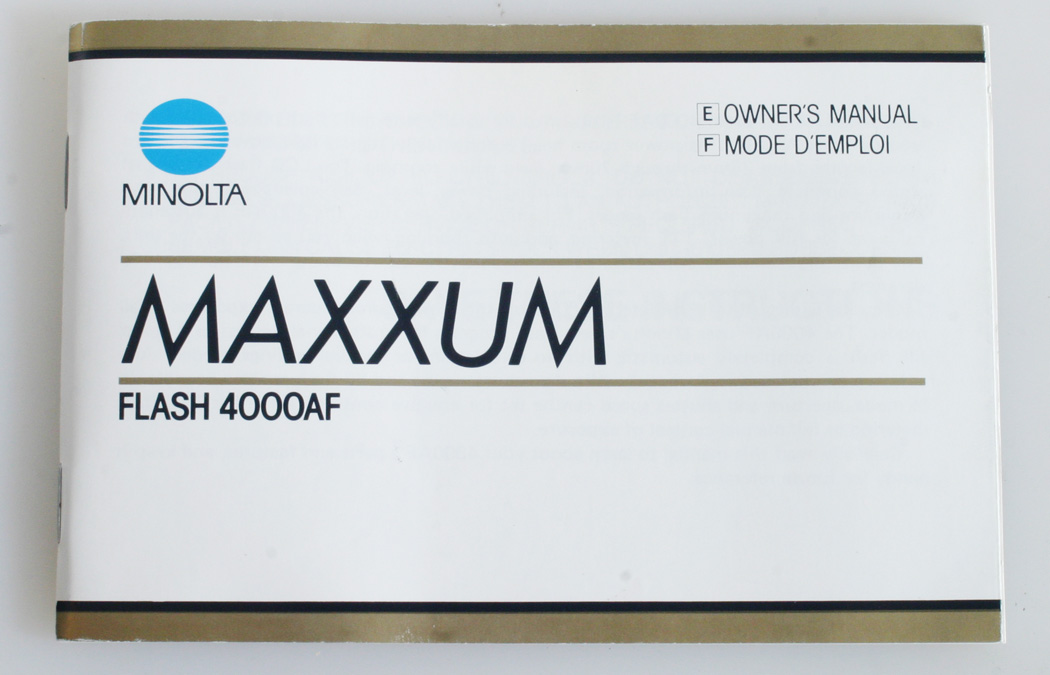 MINOLTA
E OWNER'S MANUAL
F MODE D'EMPLOI
MAXXUM
FLASH 4000AF